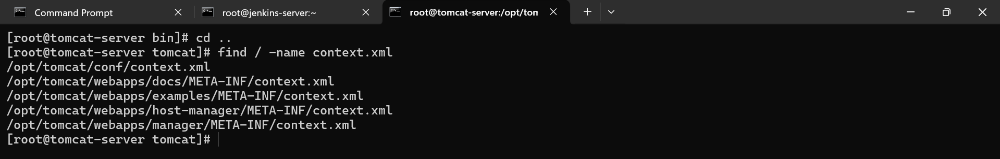 Command Prompt
root@jenkins-server:~
root@tomcat-server:/opt/tom
[root@tomcat-server bin]# cd ..
[root@tomcat-server tomcat]# find / -name context.xml
/opt/tomcat/conf/context.xml
/opt/tomcat/webapps/docs/META-INF/context.xml
/opt/tomcat/webapps/examples/META-INF/context.xml
/opt/tomcat/webapps/host-manager/META-INF/context.xml
/opt/tomcat/webapps/manager/META-INF/context.xml
[root@tomcat-server tomcat]#